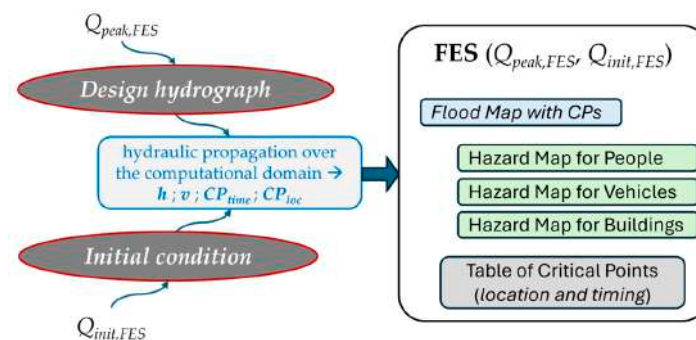 Q_peak,FES
Design hydrograph
hydraulic propagation over
the computational domain →
h ; v ; CP_time ; CP_loc
Initial condition
Q_init,FES
FES (Q_peak,FES, Q_init,FES)
Flood Map with CPs
Hazard Map for People
Hazard Map for Vehicles
Hazard Map for Buildings
Table of Critical Points
(location and timing)